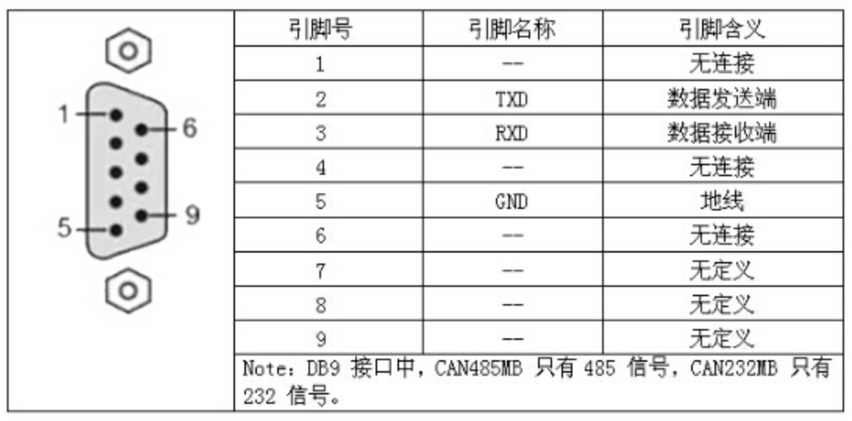 引脚号 引脚名称 引脚含义
1 -- 无连接
2 TXD 数据发送端
3 RXD 数据接收端
4 -- 无连接
5 GND 地线
6 -- 无连接
7 -- 无定义
8 -- 无定义
9 -- 无定义
Note: DB9 接口中, CAN485MB 只有 485 信号, CAN232MB 只有
232 信号。
1
6
9
5